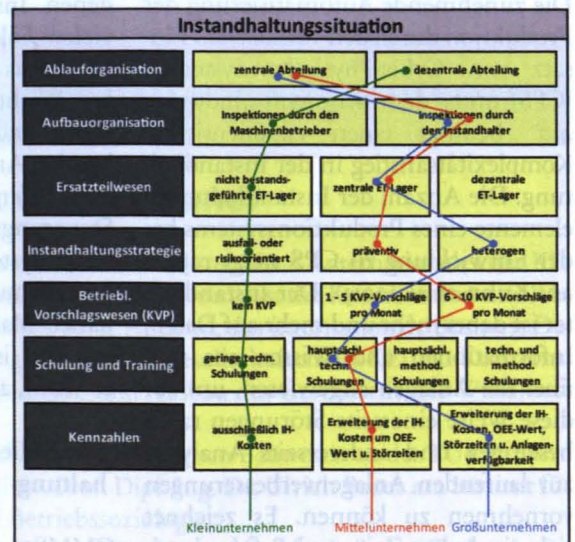 Instandhaltungssituation
Ablauforganisation
zentrale Abteilung
dezentrale Abteilung
Aufbauorganisation
Inspektionen durch den
Maschinenbetreiber
Inspektionen durch
den Instandhalter
Ersatzteilwesen
nicht bestands-
geführte ET-Lager
zentrale ET-Lager
dezentrale
ET-Lager
Instandhaltungsstrategie
ausfall- oder
risikoorientiert
präventiv
heterogen
Betriebl.
Vorschlagswesen (KVP)
kein KVP
1 - 5 KVP-Vorschläge
pro Monat
6 - 10 KVP-Vorschläge
pro Monat
Schulung und Training
geringe techn.
Schulungen
hauptsächl.
techn.
Schulungen
hauptsächl.
method.
Schulungen
techn. und
method.
Schulungen
Kennzahlen
ausschließlich IH-
Kosten
Erweiterung der IH-
Kosten um OEE-
Wert u. Störzeiten
Erweiterung der IH-
Kosten, OEE-Wert,
Störzeiten u. Anlagen-
verfügbarkeit
Kleinunternehmen
Mittelunternehmen
Großunternehmen